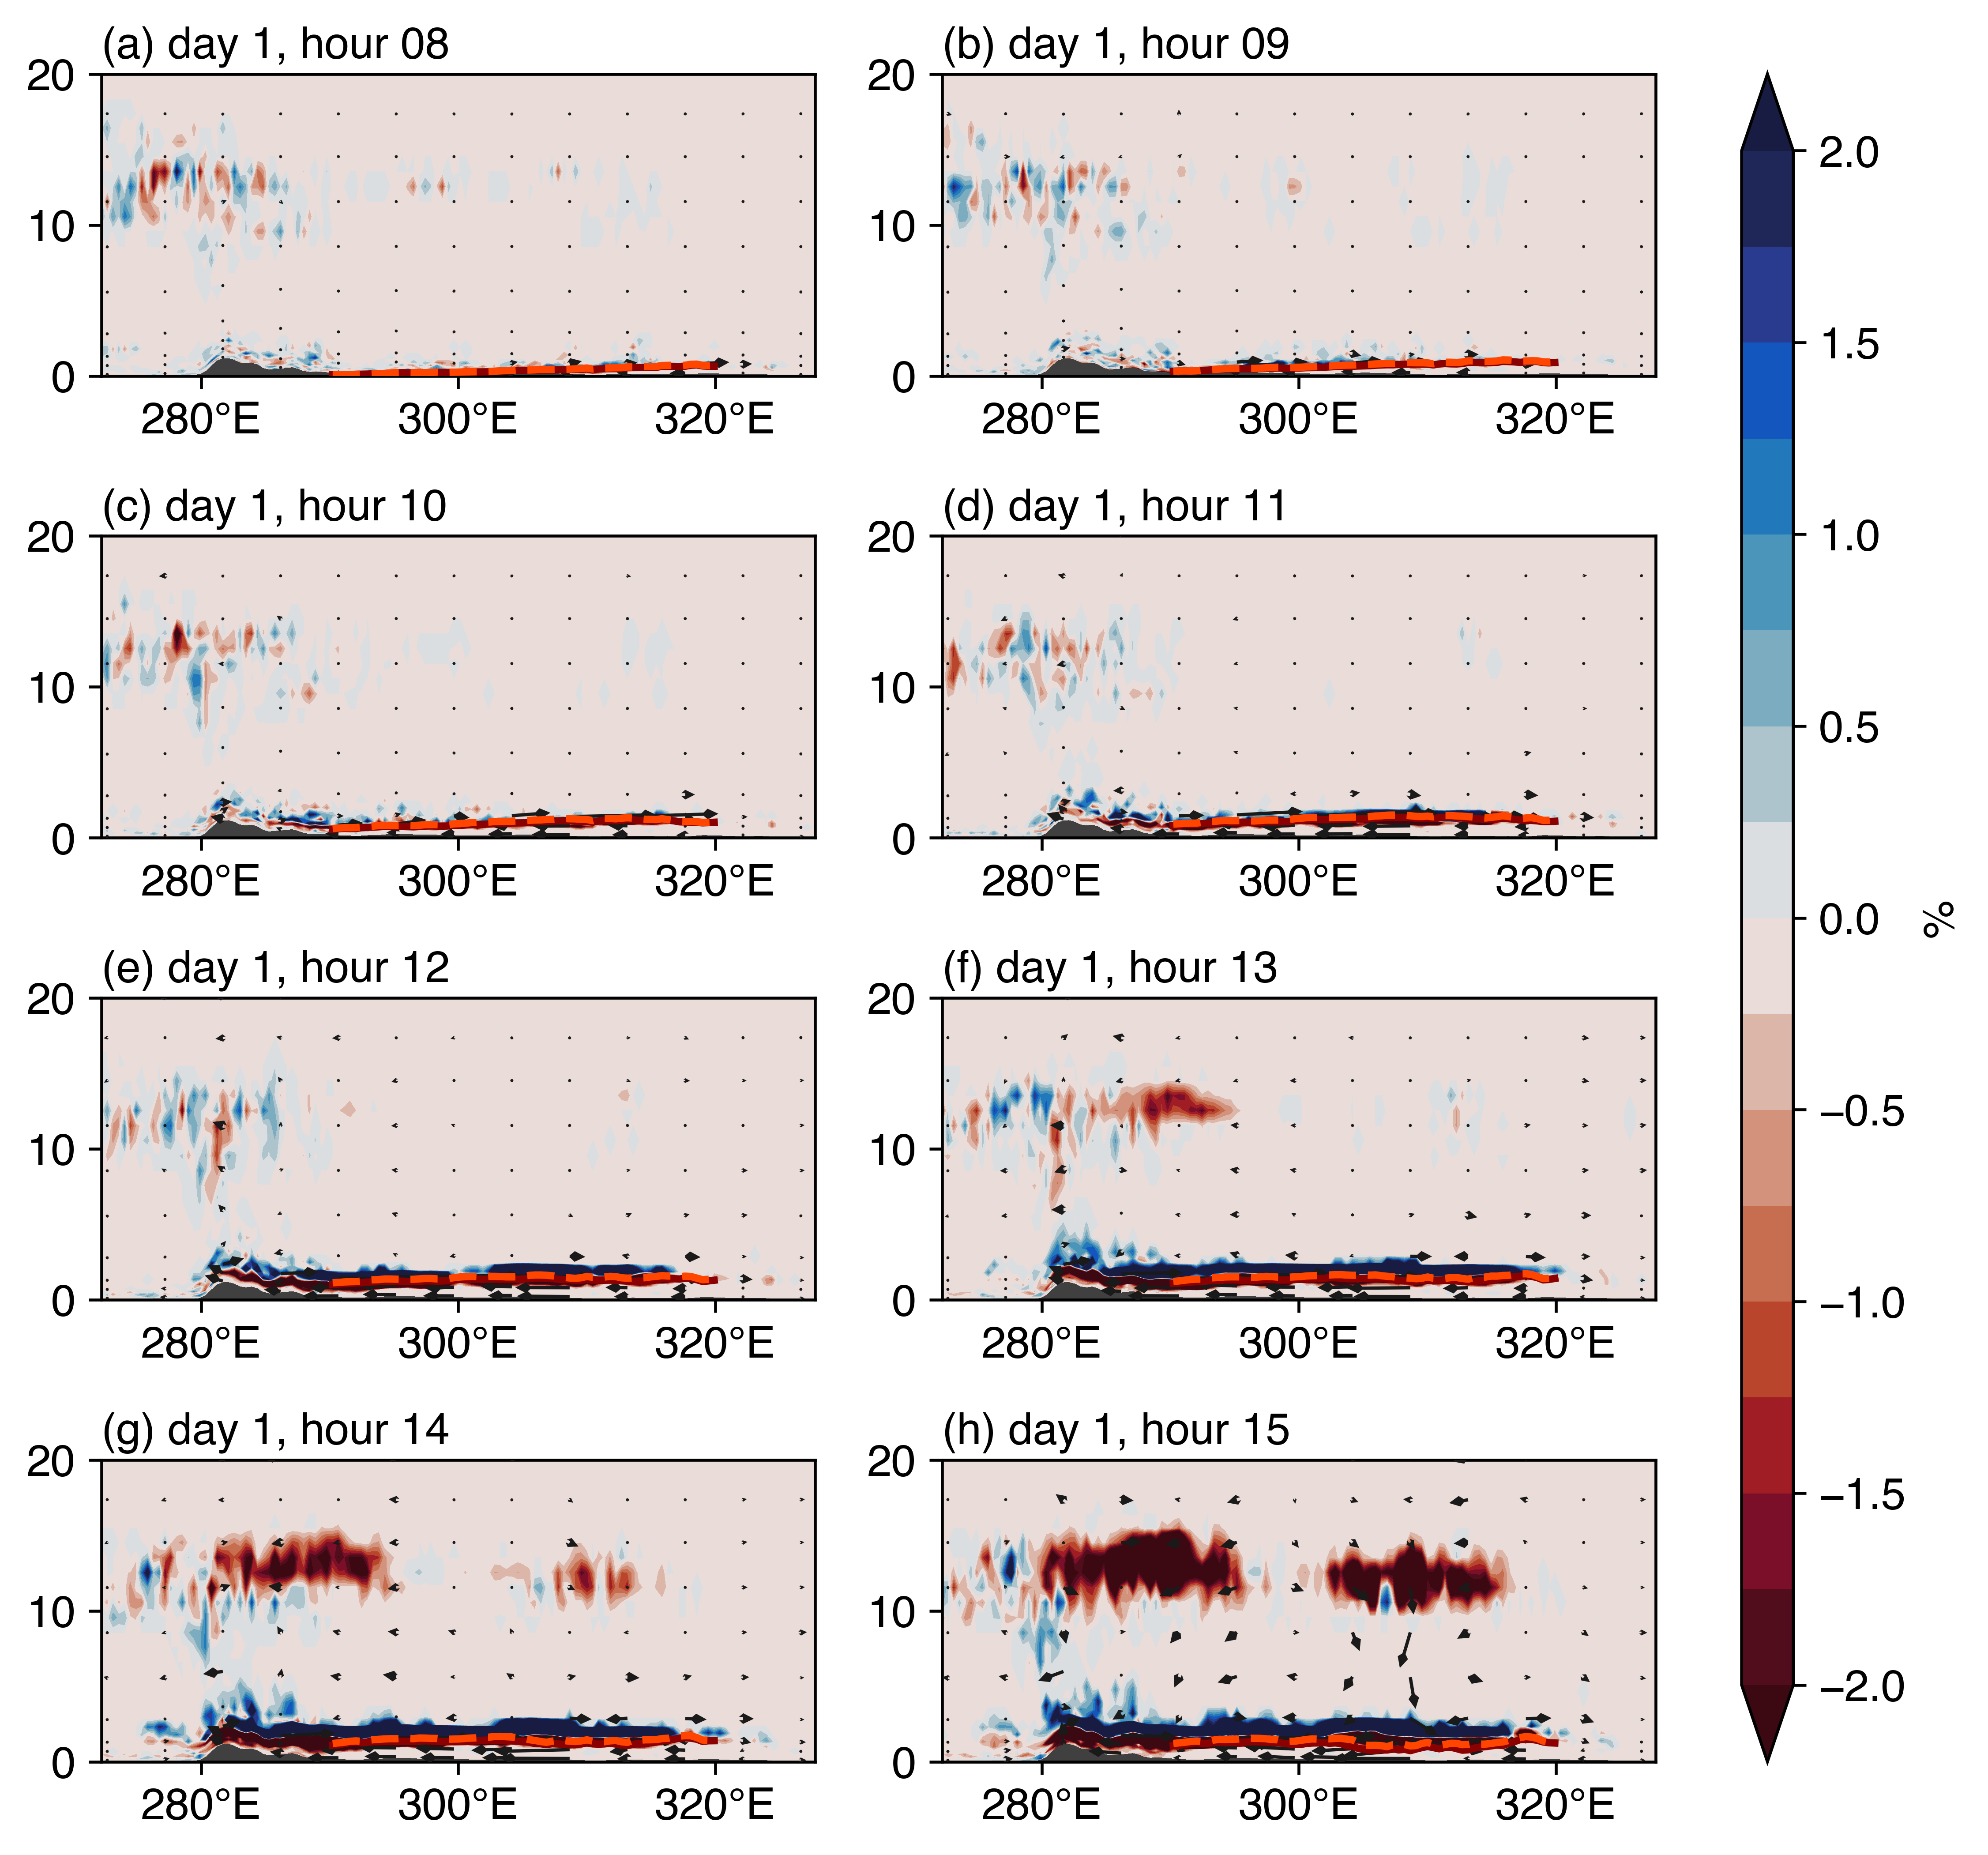 (a) day 1, hour 08
20
10
0
280°E 300°E 320°E
(b) day 1, hour 09
20
10
0
280°E 300°E 320°E
(c) day 1, hour 10
20
10
0
280°E 300°E 320°E
(d) day 1, hour 11
20
10
0
280°E 300°E 320°E
(e) day 1, hour 12
20
10
0
280°E 300°E 320°E
(f) day 1, hour 13
20
10
0
280°E 300°E 320°E
(g) day 1, hour 14
20
10
0
280°E 300°E 320°E
(h) day 1, hour 15
20
10
0
280°E 300°E 320°E
2.0
1.5
1.0
0.5
0.0
−0.5
−1.0
−1.5
−2.0
%